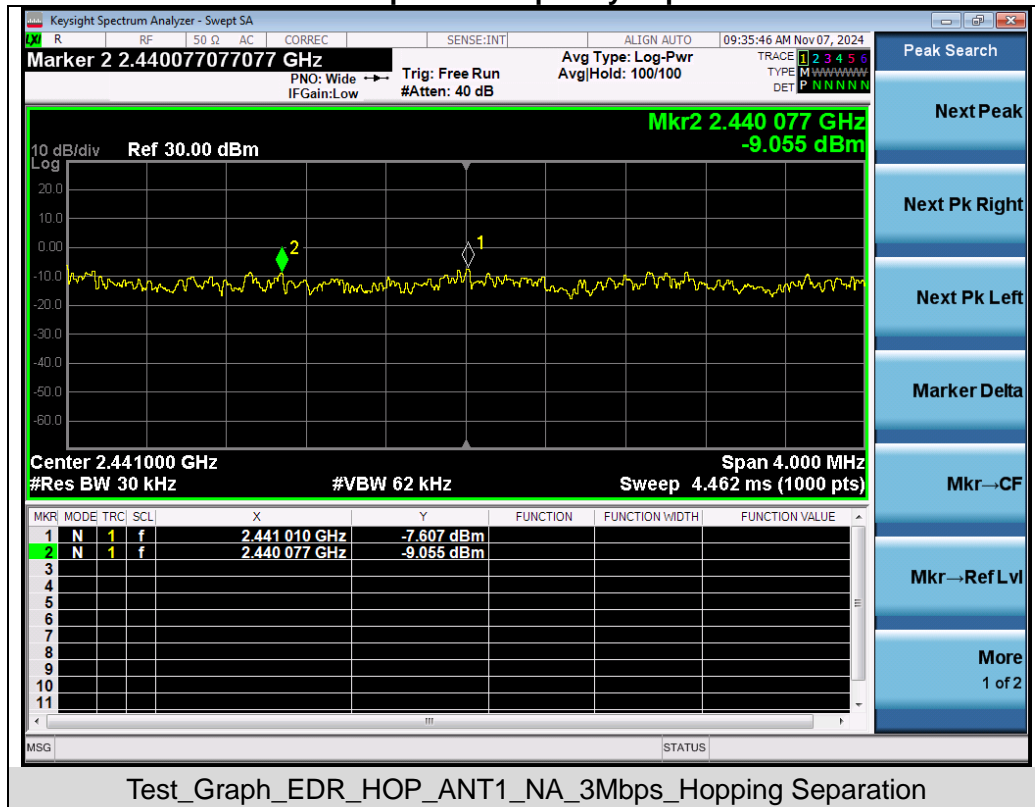 Keysight Spectrum Analyzer - Swept SA
LXI R RF 50 Ω AC CORREC SENSE:INT ALIGN AUTO 09:35:46 AM Nov 07, 2024
Marker 2 2.440077077077 GHz
PNO: Wide
IFGain:Low
Trig: Free Run
#Atten: 40 dB
Avg Type: Log-Pwr
Avg|Hold: 100/100
TRACE 1 2 3 4 5 6
TYPE M WWWWW
DET P N N N N N
Mkr2 2.440 077 GHz
-9.055 dBm
10 dB/div Ref 30.00 dBm
Log
20.0
10.0
0.00
-10.0
-20.0
-30.0
-40.0
-50.0
-60.0
2
1
Center 2.441000 GHz Span 4.000 MHz
#Res BW 30 kHz #VBW 62 kHz Sweep 4.462 ms (1000 pts)
MKR MODE TRC SCL X Y FUNCTION FUNCTION WIDTH FUNCTION VALUE
1 N 1 f 2.441 010 GHz -7.607 dBm
2 N 1 f 2.440 077 GHz -9.055 dBm
3
4
5
6
7
8
9
10
11
MSG STATUS
Peak Search
Next Peak
Next Pk Right
Next Pk Left
Marker Delta
Mkr→CF
Mkr→Ref Lvl
More
1 of 2
Test_Graph_EDR_HOP_ANT1_NA_3Mbps_Hopping Separation